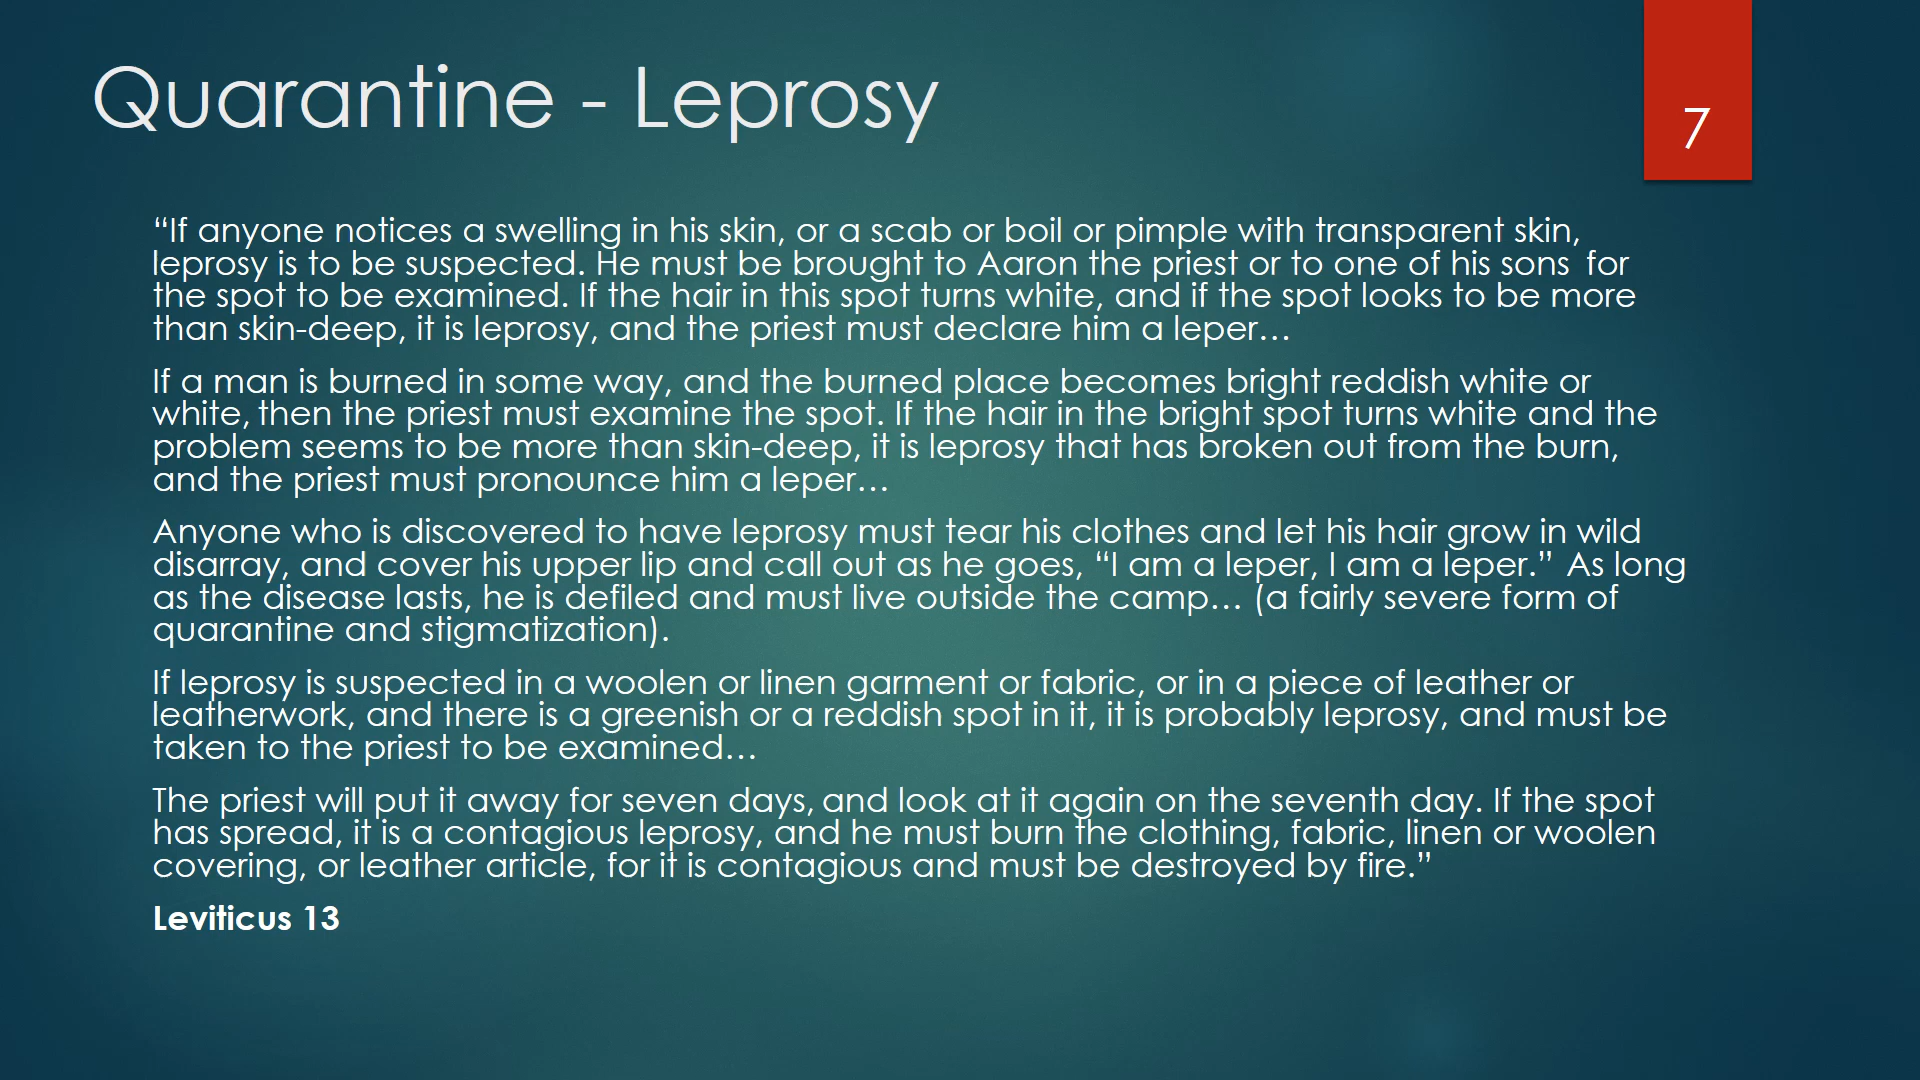 Quarantine - Leprosy
7
“If anyone notices a swelling in his skin, or a scab or boil or pimple with transparent skin,
leprosy is to be suspected. He must be brought to Aaron the priest or to one of his sons for
the spot to be examined. If the hair in this spot turns white, and if the spot looks to be more
than skin-deep, it is leprosy, and the priest must declare him a leper…
If a man is burned in some way, and the burned place becomes bright reddish white or
white, then the priest must examine the spot. If the hair in the bright spot turns white and the
problem seems to be more than skin-deep, it is leprosy that has broken out from the burn,
and the priest must pronounce him a leper…
Anyone who is discovered to have leprosy must tear his clothes and let his hair grow in wild
disarray, and cover his upper lip and call out as he goes, “I am a leper, I am a leper.” As long
as the disease lasts, he is defiled and must live outside the camp… (a fairly severe form of
quarantine and stigmatization).
If leprosy is suspected in a woolen or linen garment or fabric, or in a piece of leather or
leatherwork, and there is a greenish or a reddish spot in it, it is probably leprosy, and must be
taken to the priest to be examined…
The priest will put it away for seven days, and look at it again on the seventh day. If the spot
has spread, it is a contagious leprosy, and he must burn the clothing, fabric, linen or woolen
covering, or leather article, for it is contagious and must be destroyed by fire.”
Leviticus 13